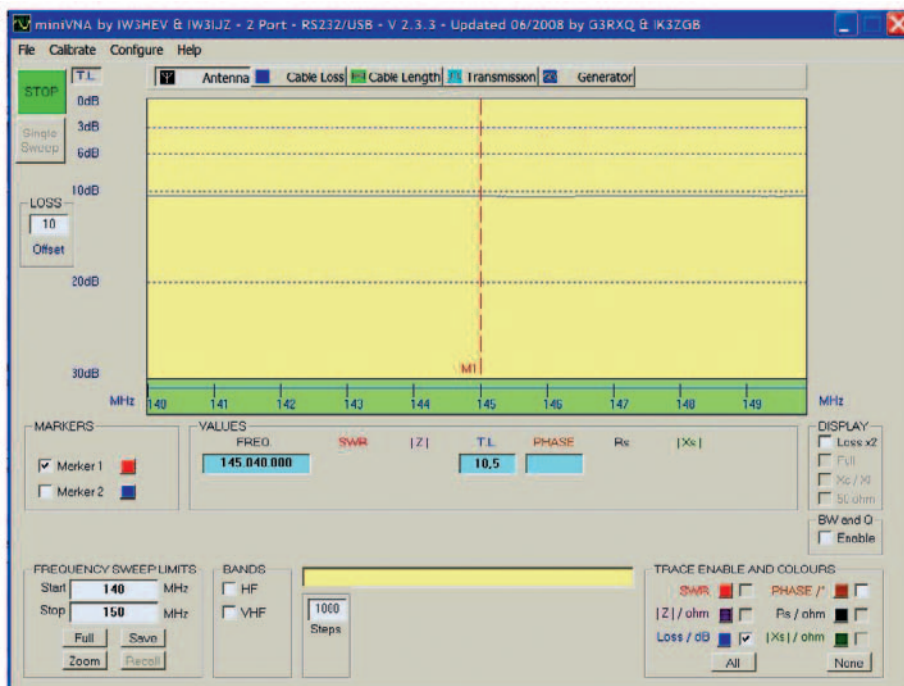 miniVNA by IW3HEV & IW3IJZ - 2 Port - RS232/USB - V 2.3.3 - Updated 06/2008 by G3RXQ & IK3ZGB
File Calibrate Configure Help
STOP
T.L
Antenna Cable Loss Cable Length Transmission Generator
0dB
3dB
Single
Sweep
6dB
10dB
LOSS
10
Offset
20dB
30dB
M1
MHz 140 141 142 143 144 145 146 147 148 149 MHz
MARKERS
Merker 1
Merker 2
VALUES
FREQ. SWR |Z| T.L PHASE Rs |Xs|
145.040.000 10,5
DISPLAY
Loss x2
Full
Xc / Xl
50 ohm
BW and Q
Enable
FREQUENCY SWEEP LIMITS
Start 140 MHz
Stop 150 MHz
Full Save
Zoom Recall
BANDS
HF
VHF
1000
Steps
TRACE ENABLE AND COLOURS
SWR PHASE /°
|Z| / ohm Rs / ohm
Loss / dB |Xs| / ohm
All None